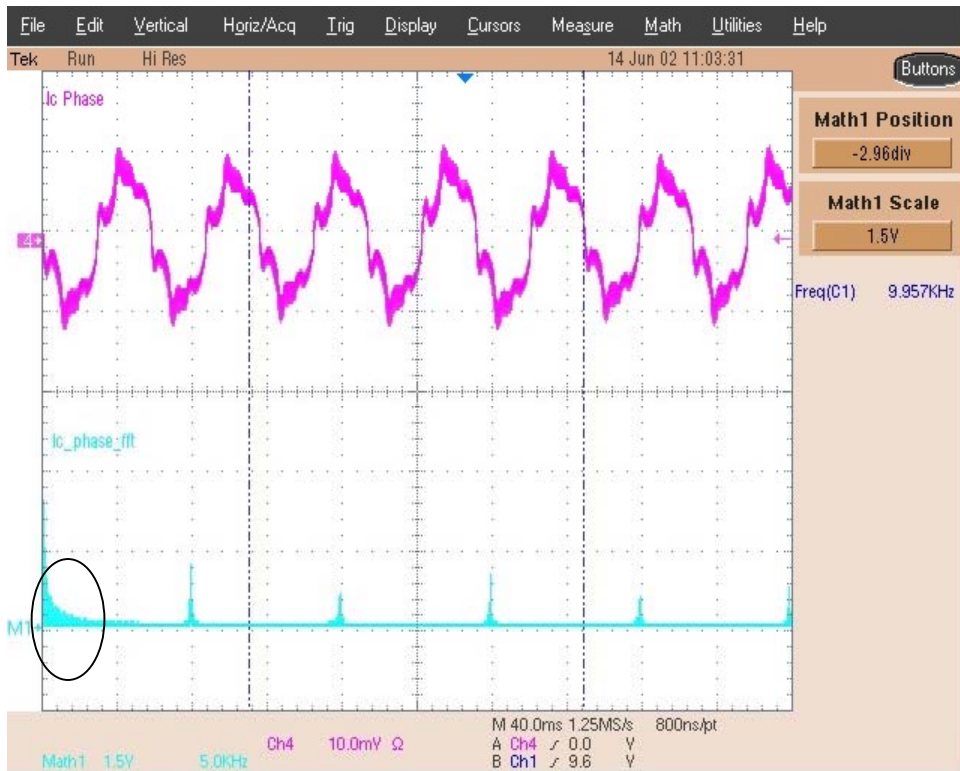 File Edit Vertical Horiz/Acq Trig Display Cursors Measure Math Utilities Help
Tek Run Hi Res 14 Jun 02 11:03:31
Buttons
Ic Phase
Math1 Position
-2.96div
Math1 Scale
1.5V
4
Freq(C1) 9.957KHz
Ic_phase_fft
M1
M 40.0ms 1.25MS/s 800ns/pt
Ch4 10.0mV Ω A Ch4 ∕ 0.0 V
Math1 1.5V 5.0KHz B Ch1 ∕ 9.6 V